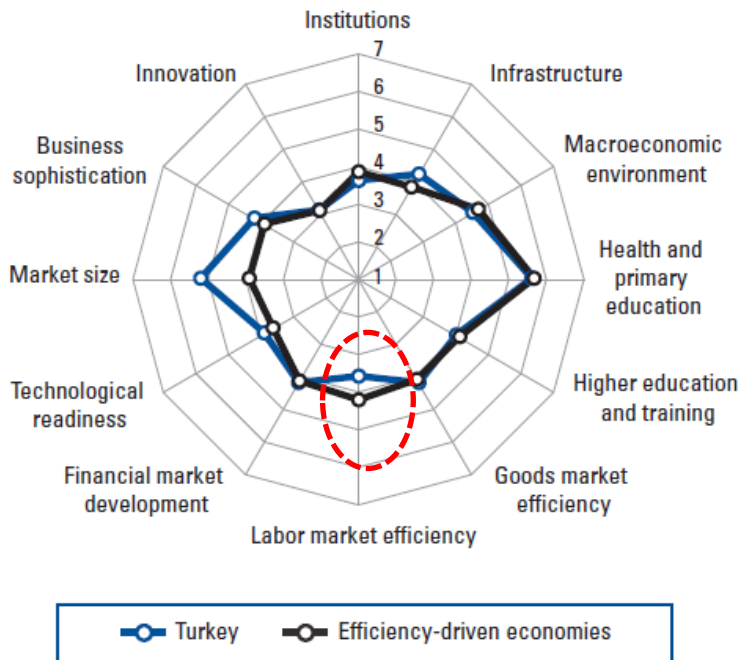 Institutions
7
6
5
4
3
2
1
Infrastructure
Macroeconomic
environment
Health and
primary
education
Higher education
and training
Goods market
efficiency
Labor market efficiency
Financial market
development
Technological
readiness
Market size
Business
sophistication
Innovation
Turkey
Efficiency-driven economies